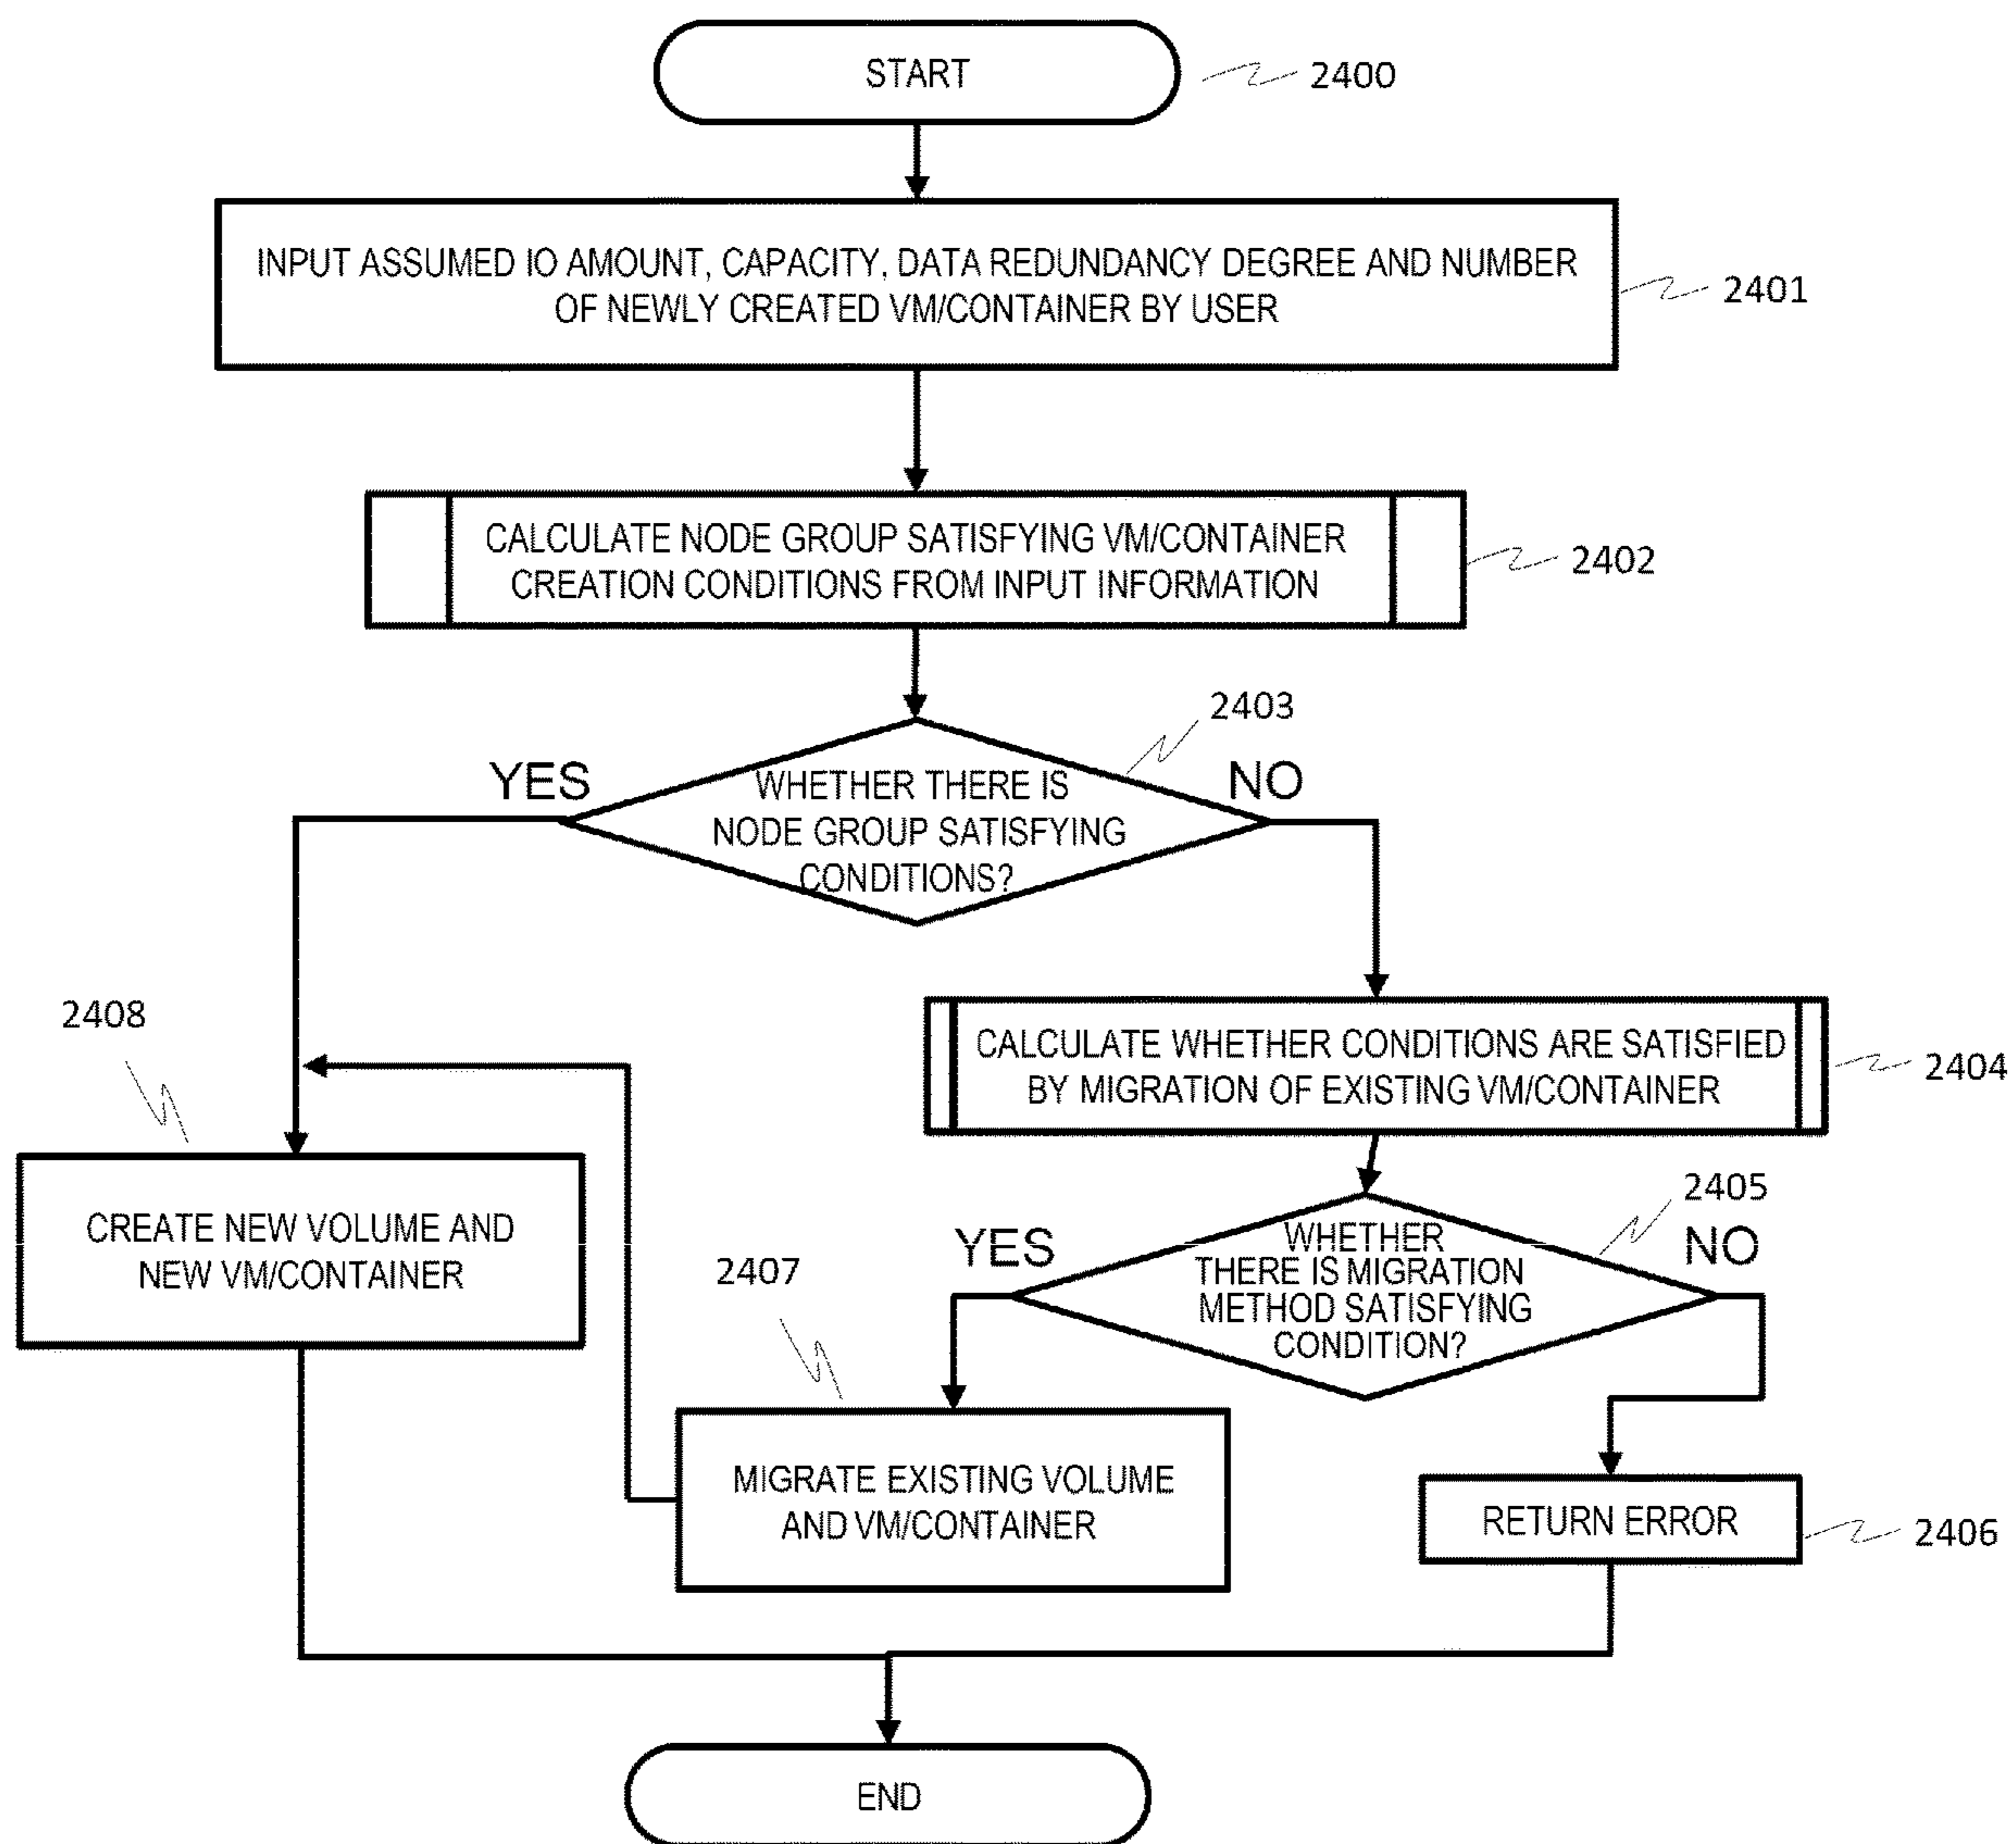 START
2400
INPUT ASSUMED IO AMOUNT, CAPACITY, DATA REDUNDANCY DEGREE AND NUMBER
OF NEWLY CREATED VM/CONTAINER BY USER
2401
CALCULATE NODE GROUP SATISFYING VM/CONTAINER
CREATION CONDITIONS FROM INPUT INFORMATION
2402
2403
YES
NO
WHETHER THERE IS
NODE GROUP SATISFYING
CONDITIONS?
2408
CALCULATE WHETHER CONDITIONS ARE SATISFIED
BY MIGRATION OF EXISTING VM/CONTAINER
2404
CREATE NEW VOLUME AND
NEW VM/CONTAINER
2405
YES
NO
WHETHER
THERE IS MIGRATION
METHOD SATISFYING
CONDITION?
2407
MIGRATE EXISTING VOLUME
AND VM/CONTAINER
RETURN ERROR
2406
END